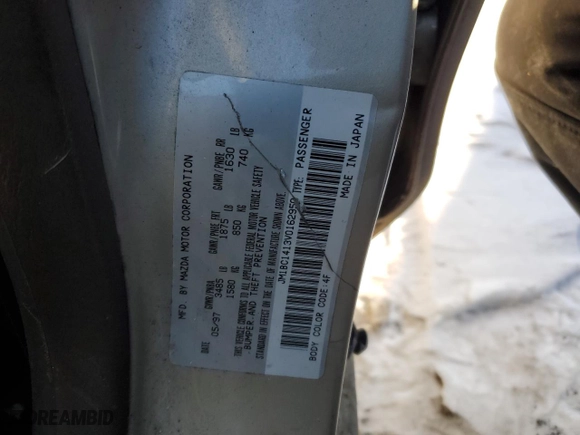 MFD. BY MAZDA MOTOR CORPORATION
DATE GVWR/PNBA GAWR/PNBE FRT GAWR/PNBE RR
05/97 3485 LB 1875 LB 1630 LB
1580 KG 850 KG 740 KG
THIS VEHICLE CONFORMS TO ALL APPLICABLE FEDERAL MOTOR VEHICLE SAFETY
, BUMPER, AND THEFT PREVENTION
STANDARD IN EFFECT ON THE DATE OF MANUFACTURE SHOWN ABOVE.
JM1BC1413V0162959 TYPE: PASSENGER
BODY COLOR CODE: 4F MADE IN JAPAN
DREAMBID